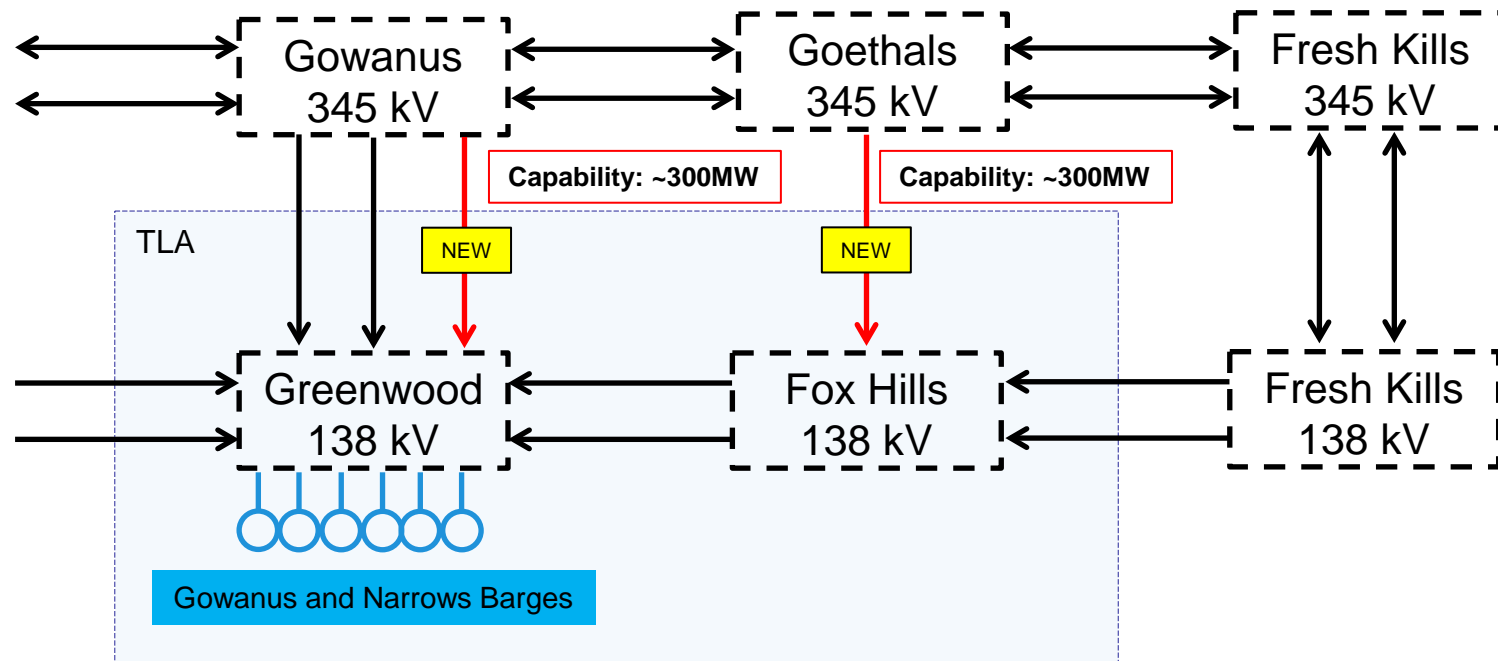 Gowanus
345 kV
Goethals
345 kV
Fresh Kills
345 kV
Capability: ~300MW
Capability: ~300MW
TLA
NEW
NEW
Greenwood
138 kV
Fox Hills
138 kV
Fresh Kills
138 kV
Gowanus and Narrows Barges